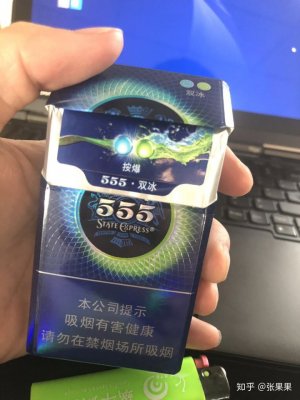 双冰
按爆
555·双冰
555
STATE EXPRESS
本公司提示
吸烟有害健康
请勿在禁烟场所吸烟
知乎 @张果果